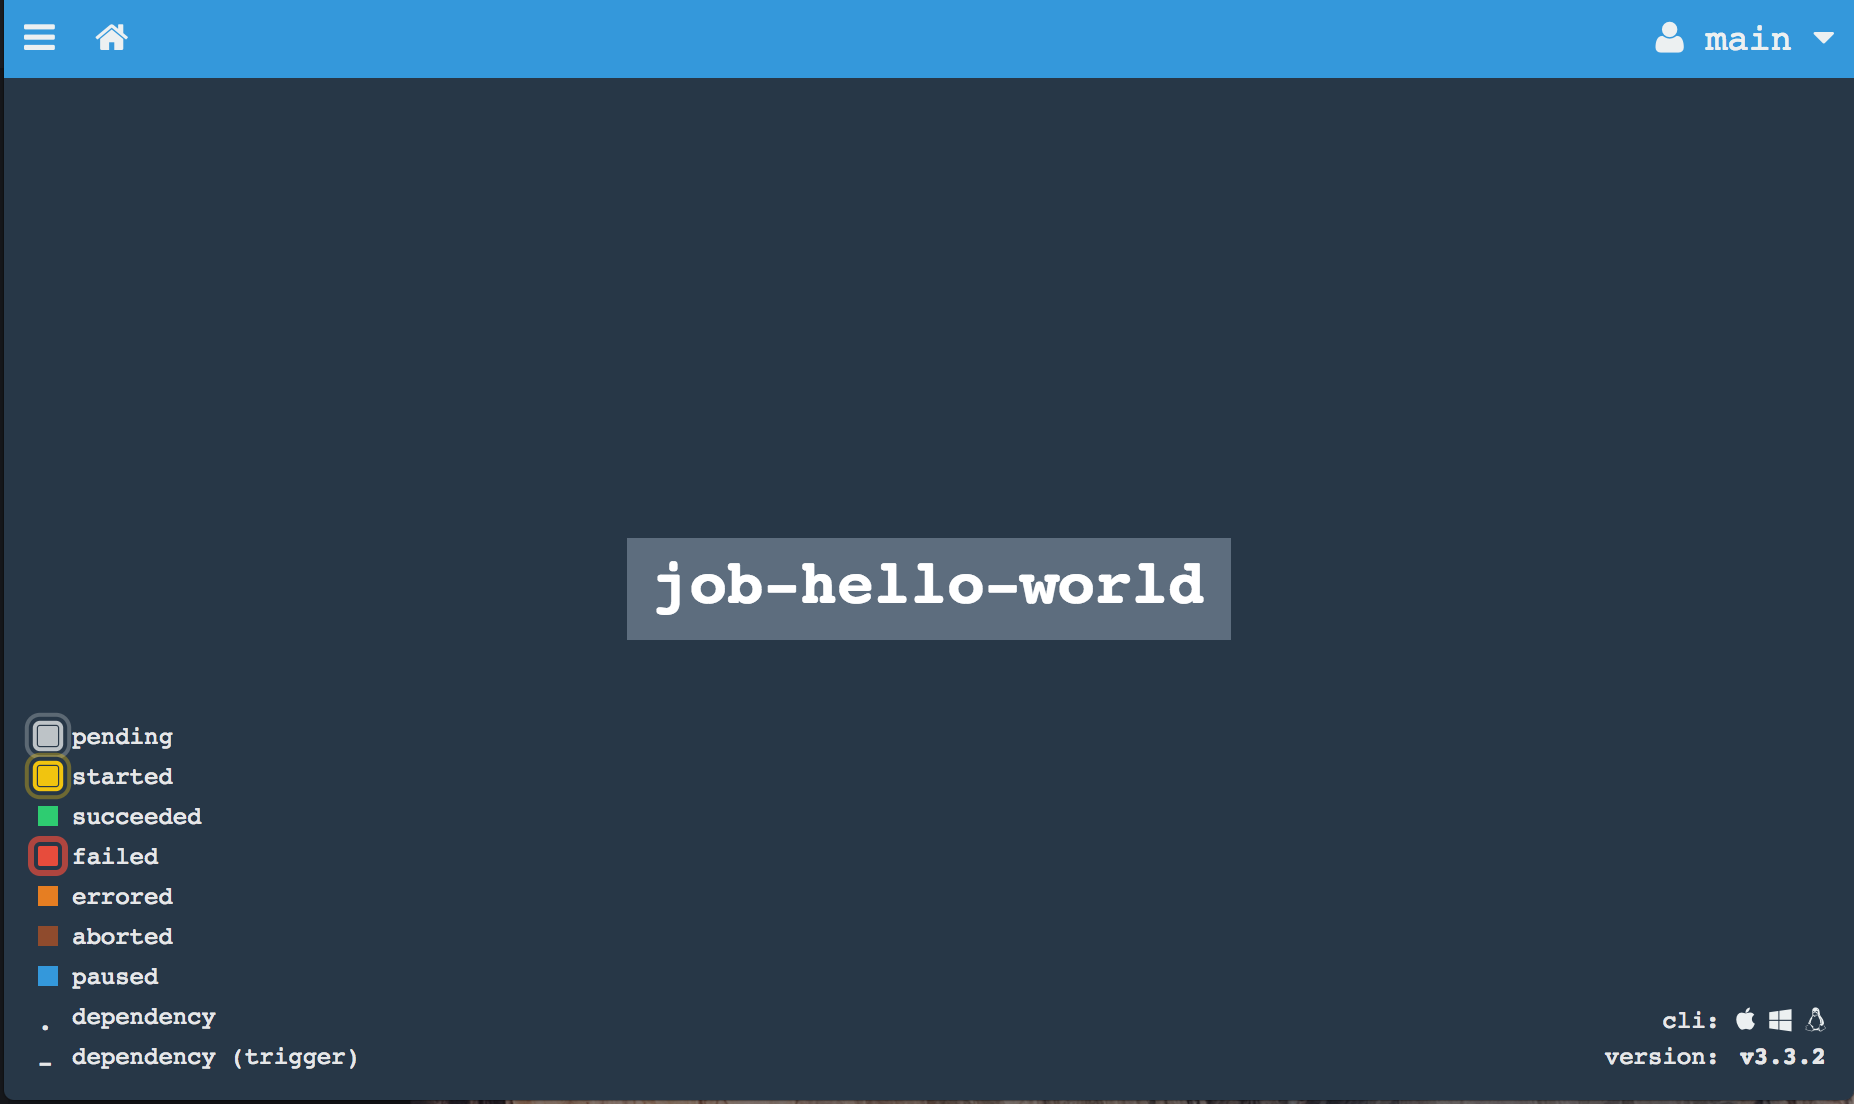 main
job-hello-world
pending
started
succeeded
failed
errored
aborted
paused
. dependency
– dependency (trigger)
cli:
version: v3.3.2